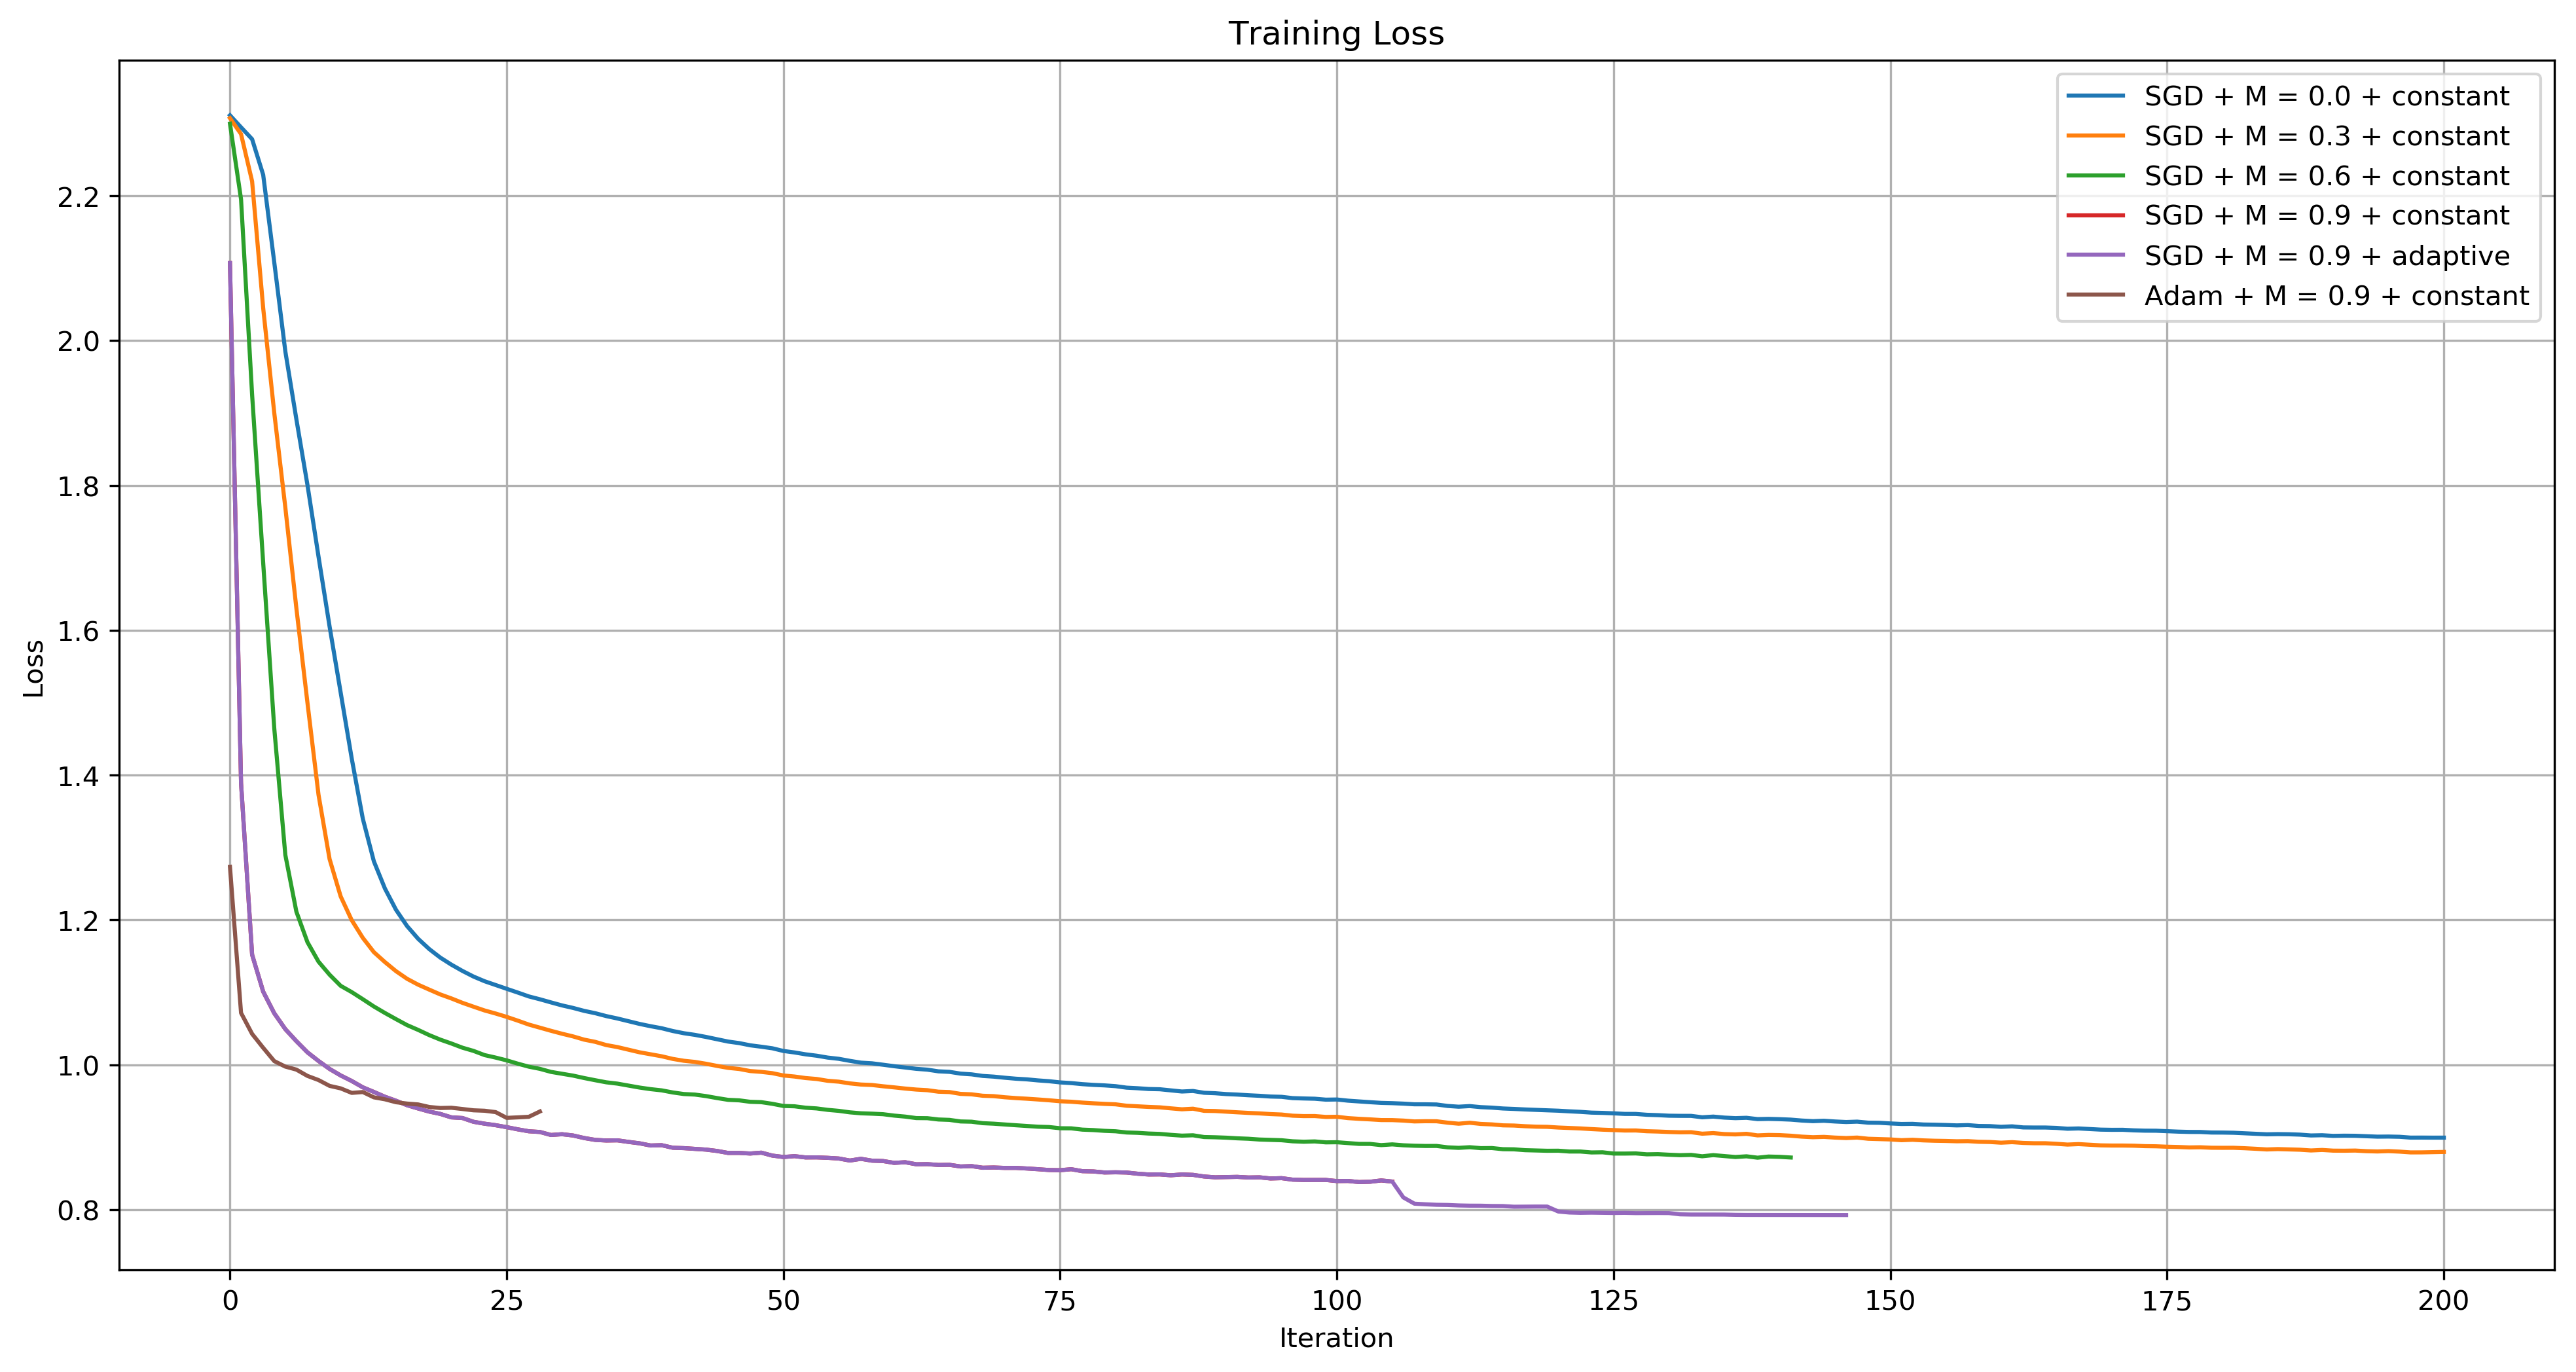 Training Loss
SGD + M = 0.0 + constant
SGD + M = 0.3 + constant
SGD + M = 0.6 + constant
SGD + M = 0.9 + constant
SGD + M = 0.9 + adaptive
Adam + M = 0.9 + constant
2.2
2.0
1.8
1.6
1.4
1.2
1.0
0.8
Loss
0 25 50 75 100 125 150 175 200
Iteration